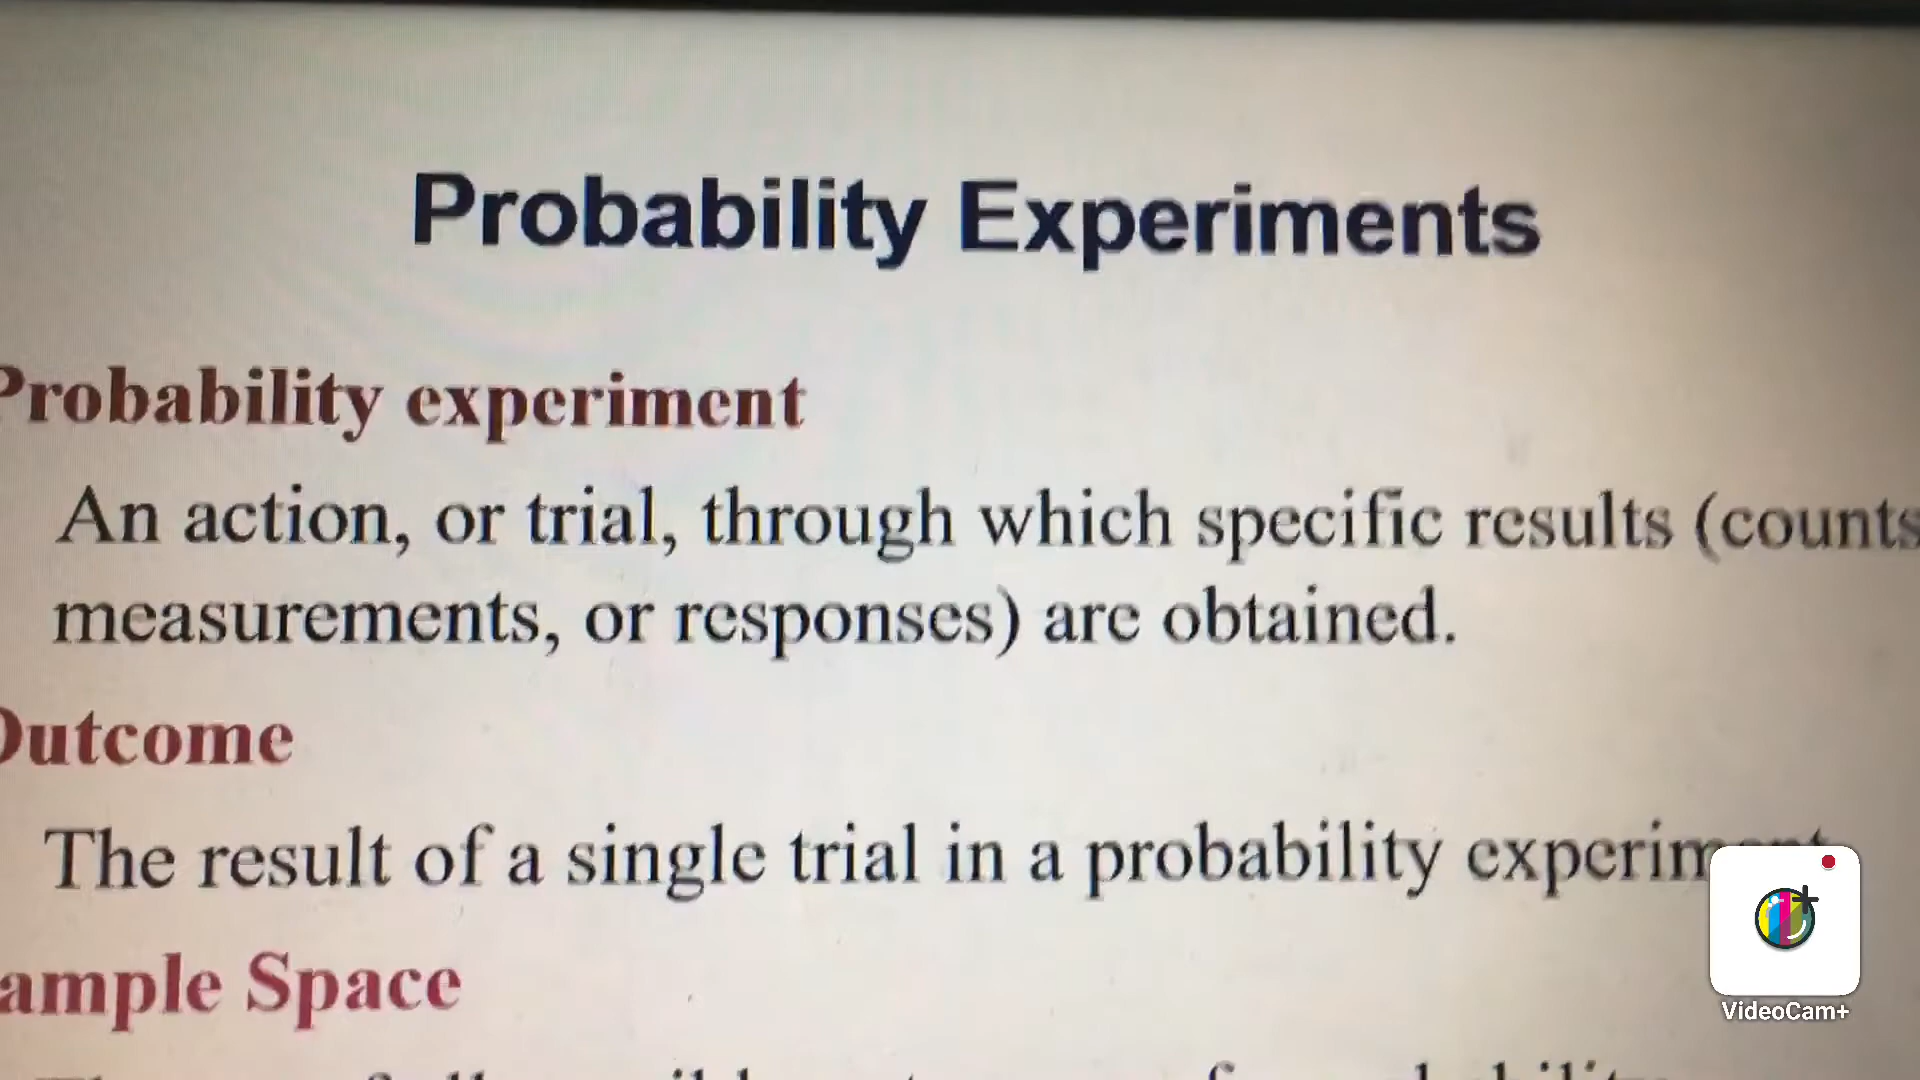 Probability Experiments
Probability experiment
An action, or trial, through which specific results (counts
measurements, or responses) are obtained.
Outcome
The result of a single trial in a probability
ample Space
VideoCam+